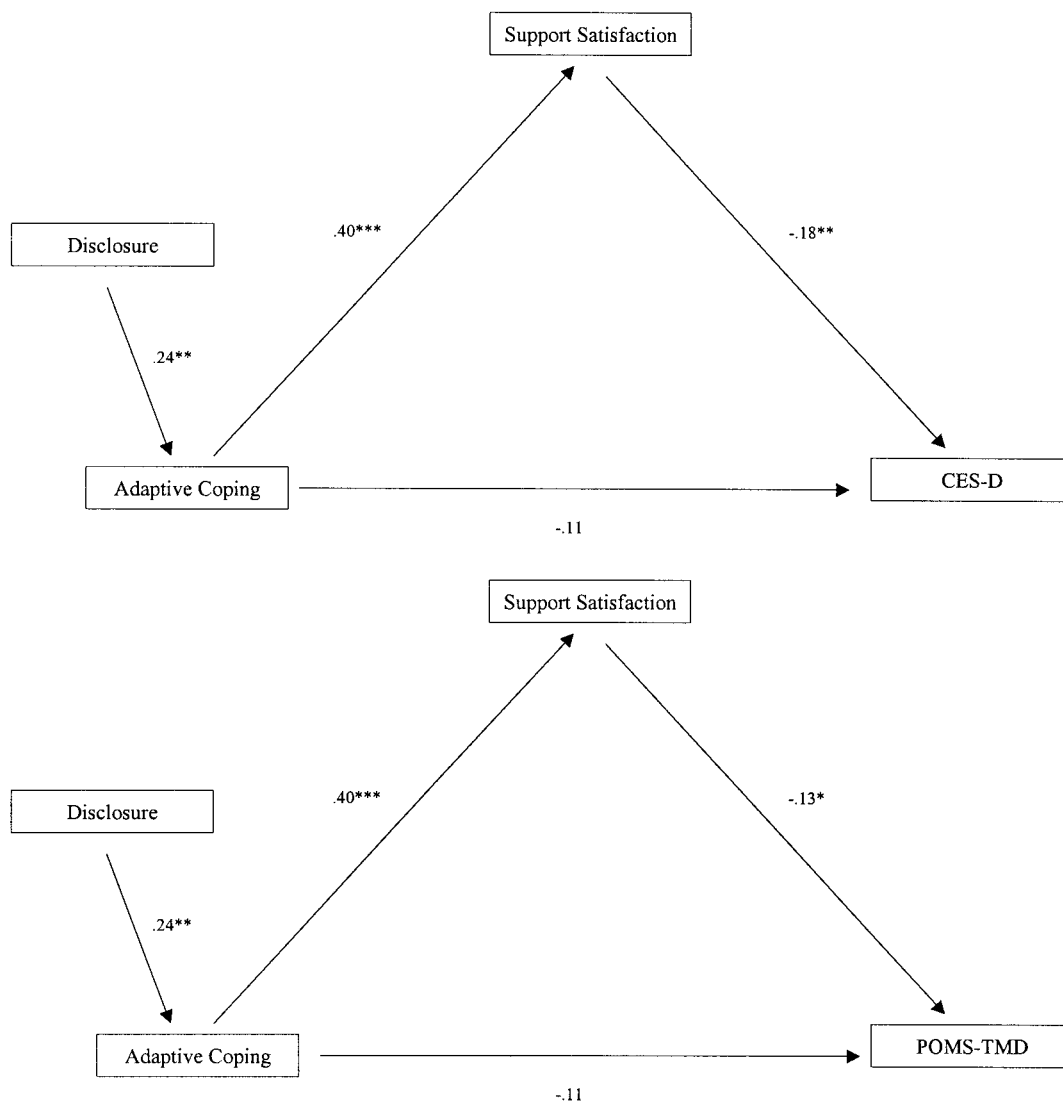 Support Satisfaction
.40***
-.18**
Disclosure
.24**
Adaptive Coping
CES-D
-.11
Support Satisfaction
.40***
-.13*
Disclosure
.24**
Adaptive Coping
POMS-TMD
-.11